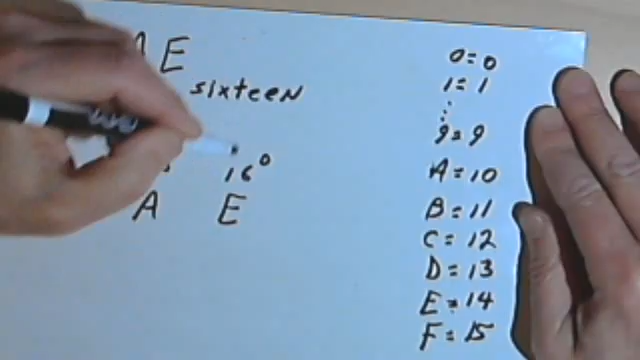 A E
sixteen
16⁰
A E
0=0
1=1
⋮
9=9
A=10
B=11
C=12
D=13
E=14
F=15